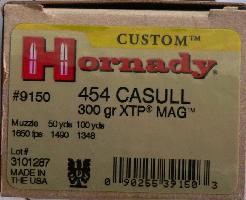 CUSTOM™
Hornady
#9150 454 CASULL
300 gr XTP® MAG™
Muzzle 50 yds 100 yds
1650 fps 1490 1348
Lot#
3101287
MADE IN
THE USA
0 90255 39150 3